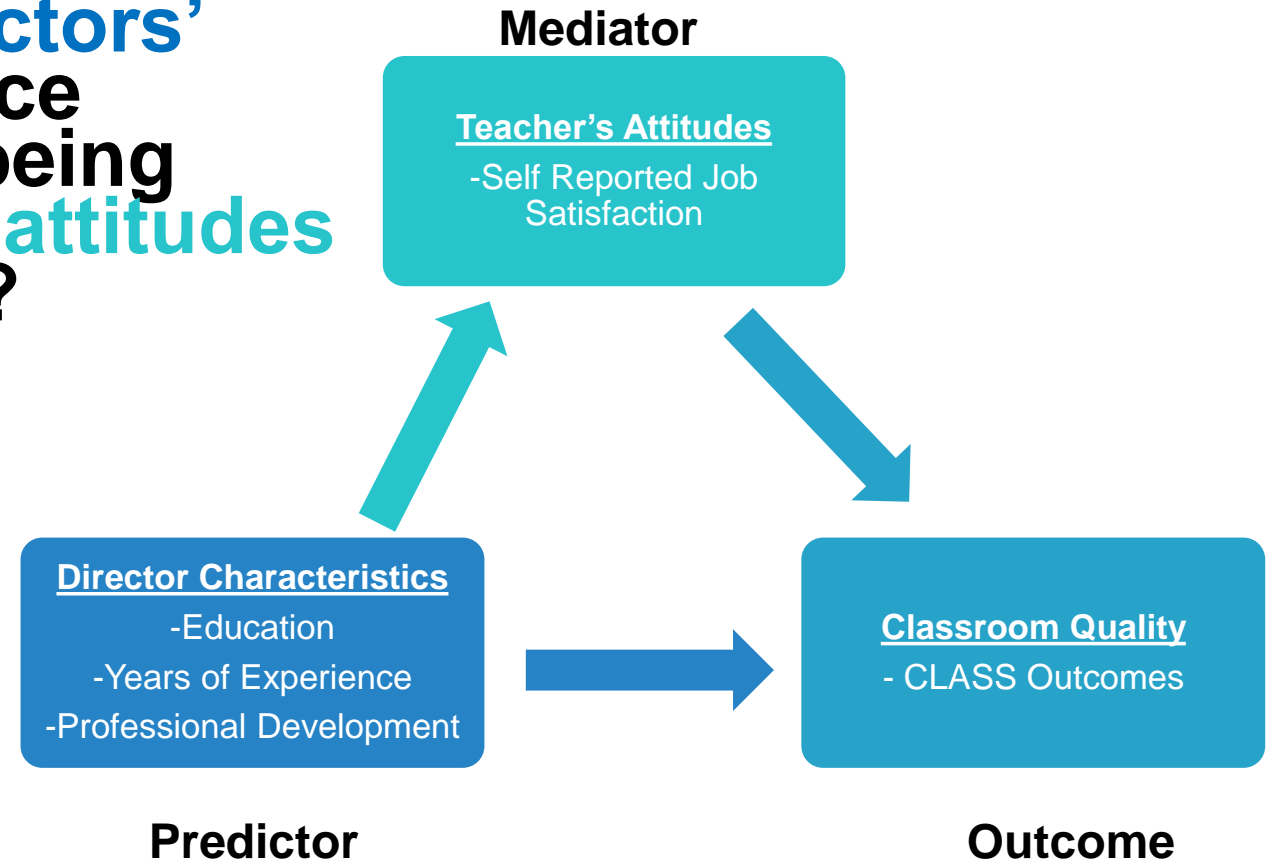 ctors’
ce
being
attitudes
?
Mediator
Teacher’s Attitudes
-Self Reported Job
Satisfaction
Director Characteristics
-Education
-Years of Experience
-Professional Development
Classroom Quality
- CLASS Outcomes
Predictor
Outcome